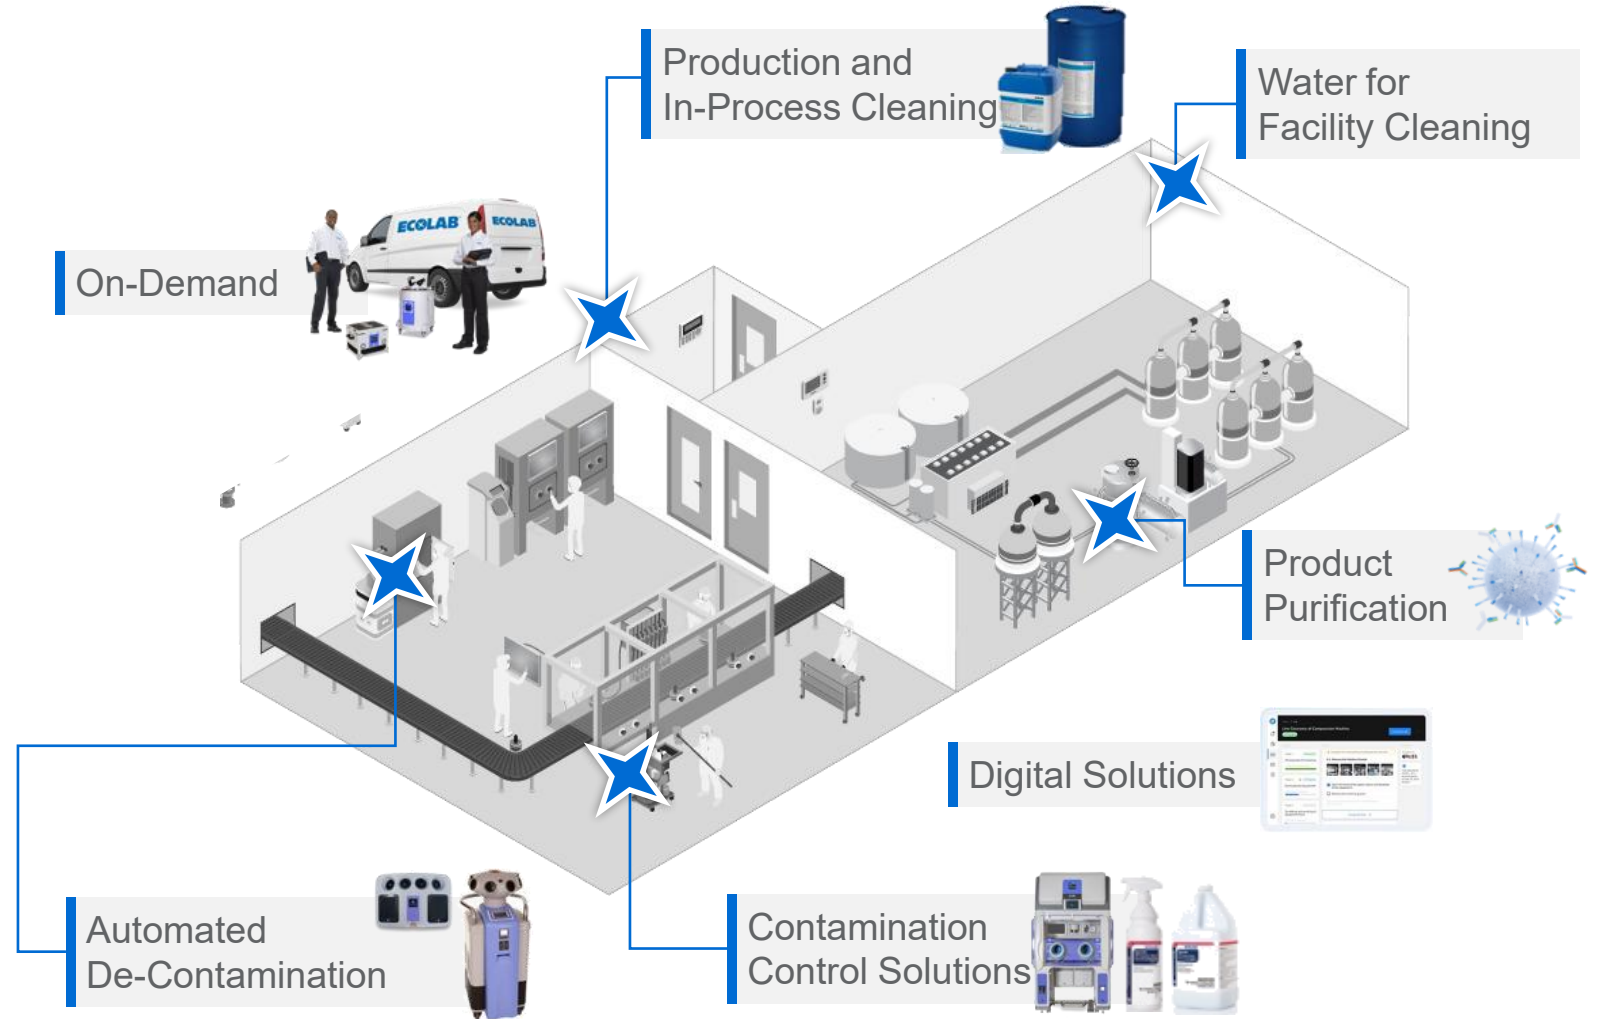 Production and
In-Process Cleaning
Water for
Facility Cleaning
ECOLAB
ECOLAB
On-Demand
Product
Purification
Digital Solutions
Automated
De-Contamination
Contamination
Control Solutions